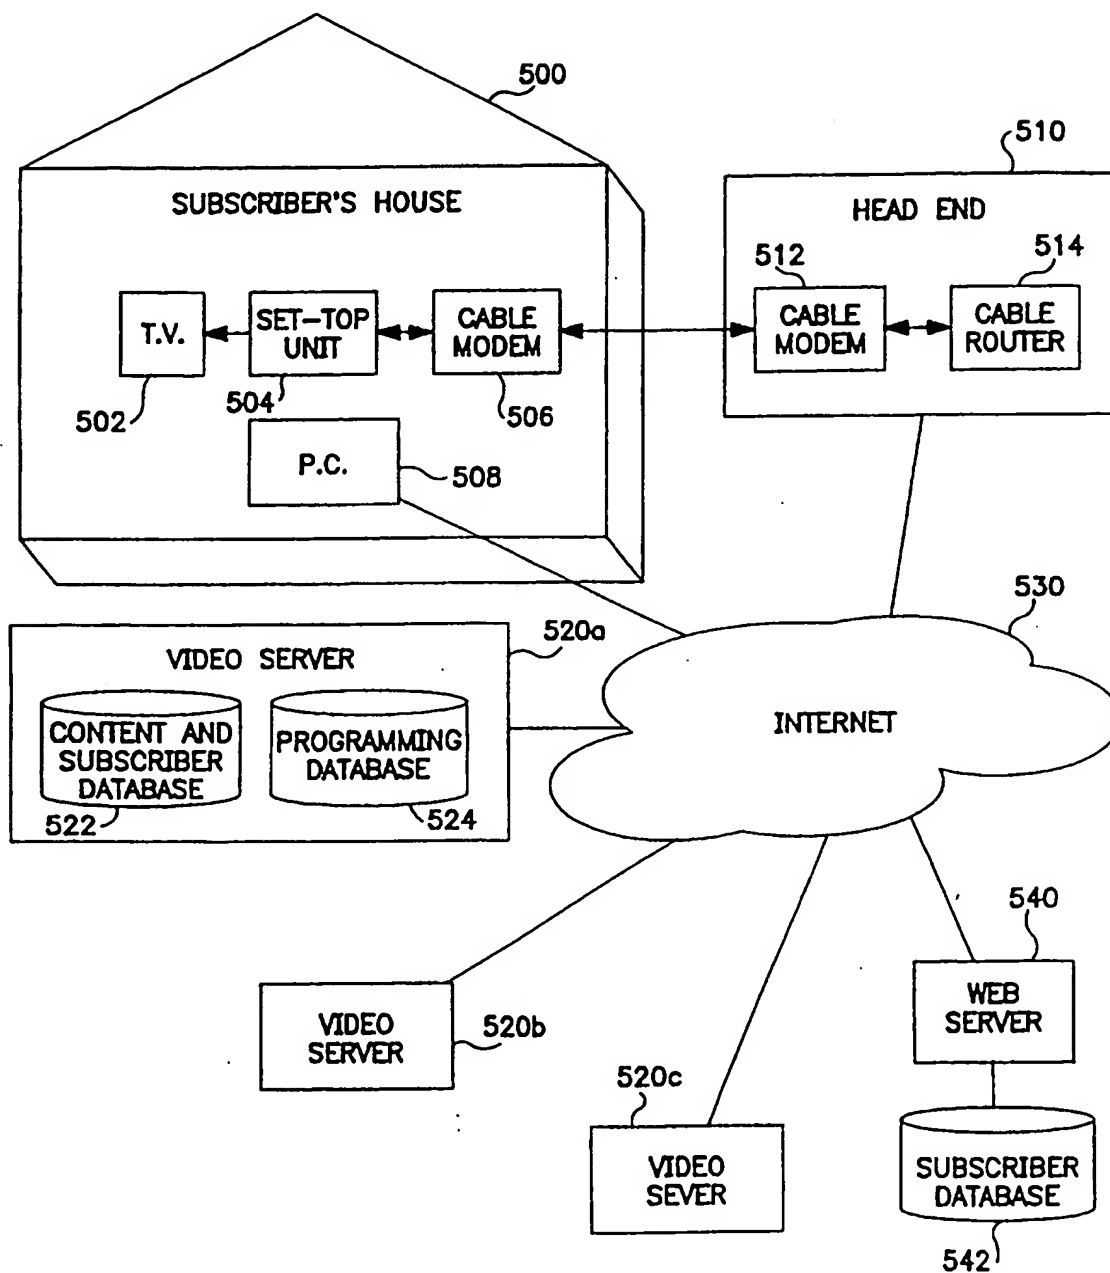 500
SUBSCRIBER'S HOUSE
T.V.
502
SET-TOP
UNIT
504
CABLE
MODEM
506
P.C.
508
510
HEAD END
512
CABLE
MODEM
514
CABLE
ROUTER
530
INTERNET
520a
VIDEO SERVER
CONTENT AND
SUBSCRIBER
DATABASE
522
PROGRAMMING
DATABASE
524
VIDEO
SERVER
520b
520c
VIDEO
SEVER
540
WEB
SERVER
SUBSCRIBER
DATABASE
542